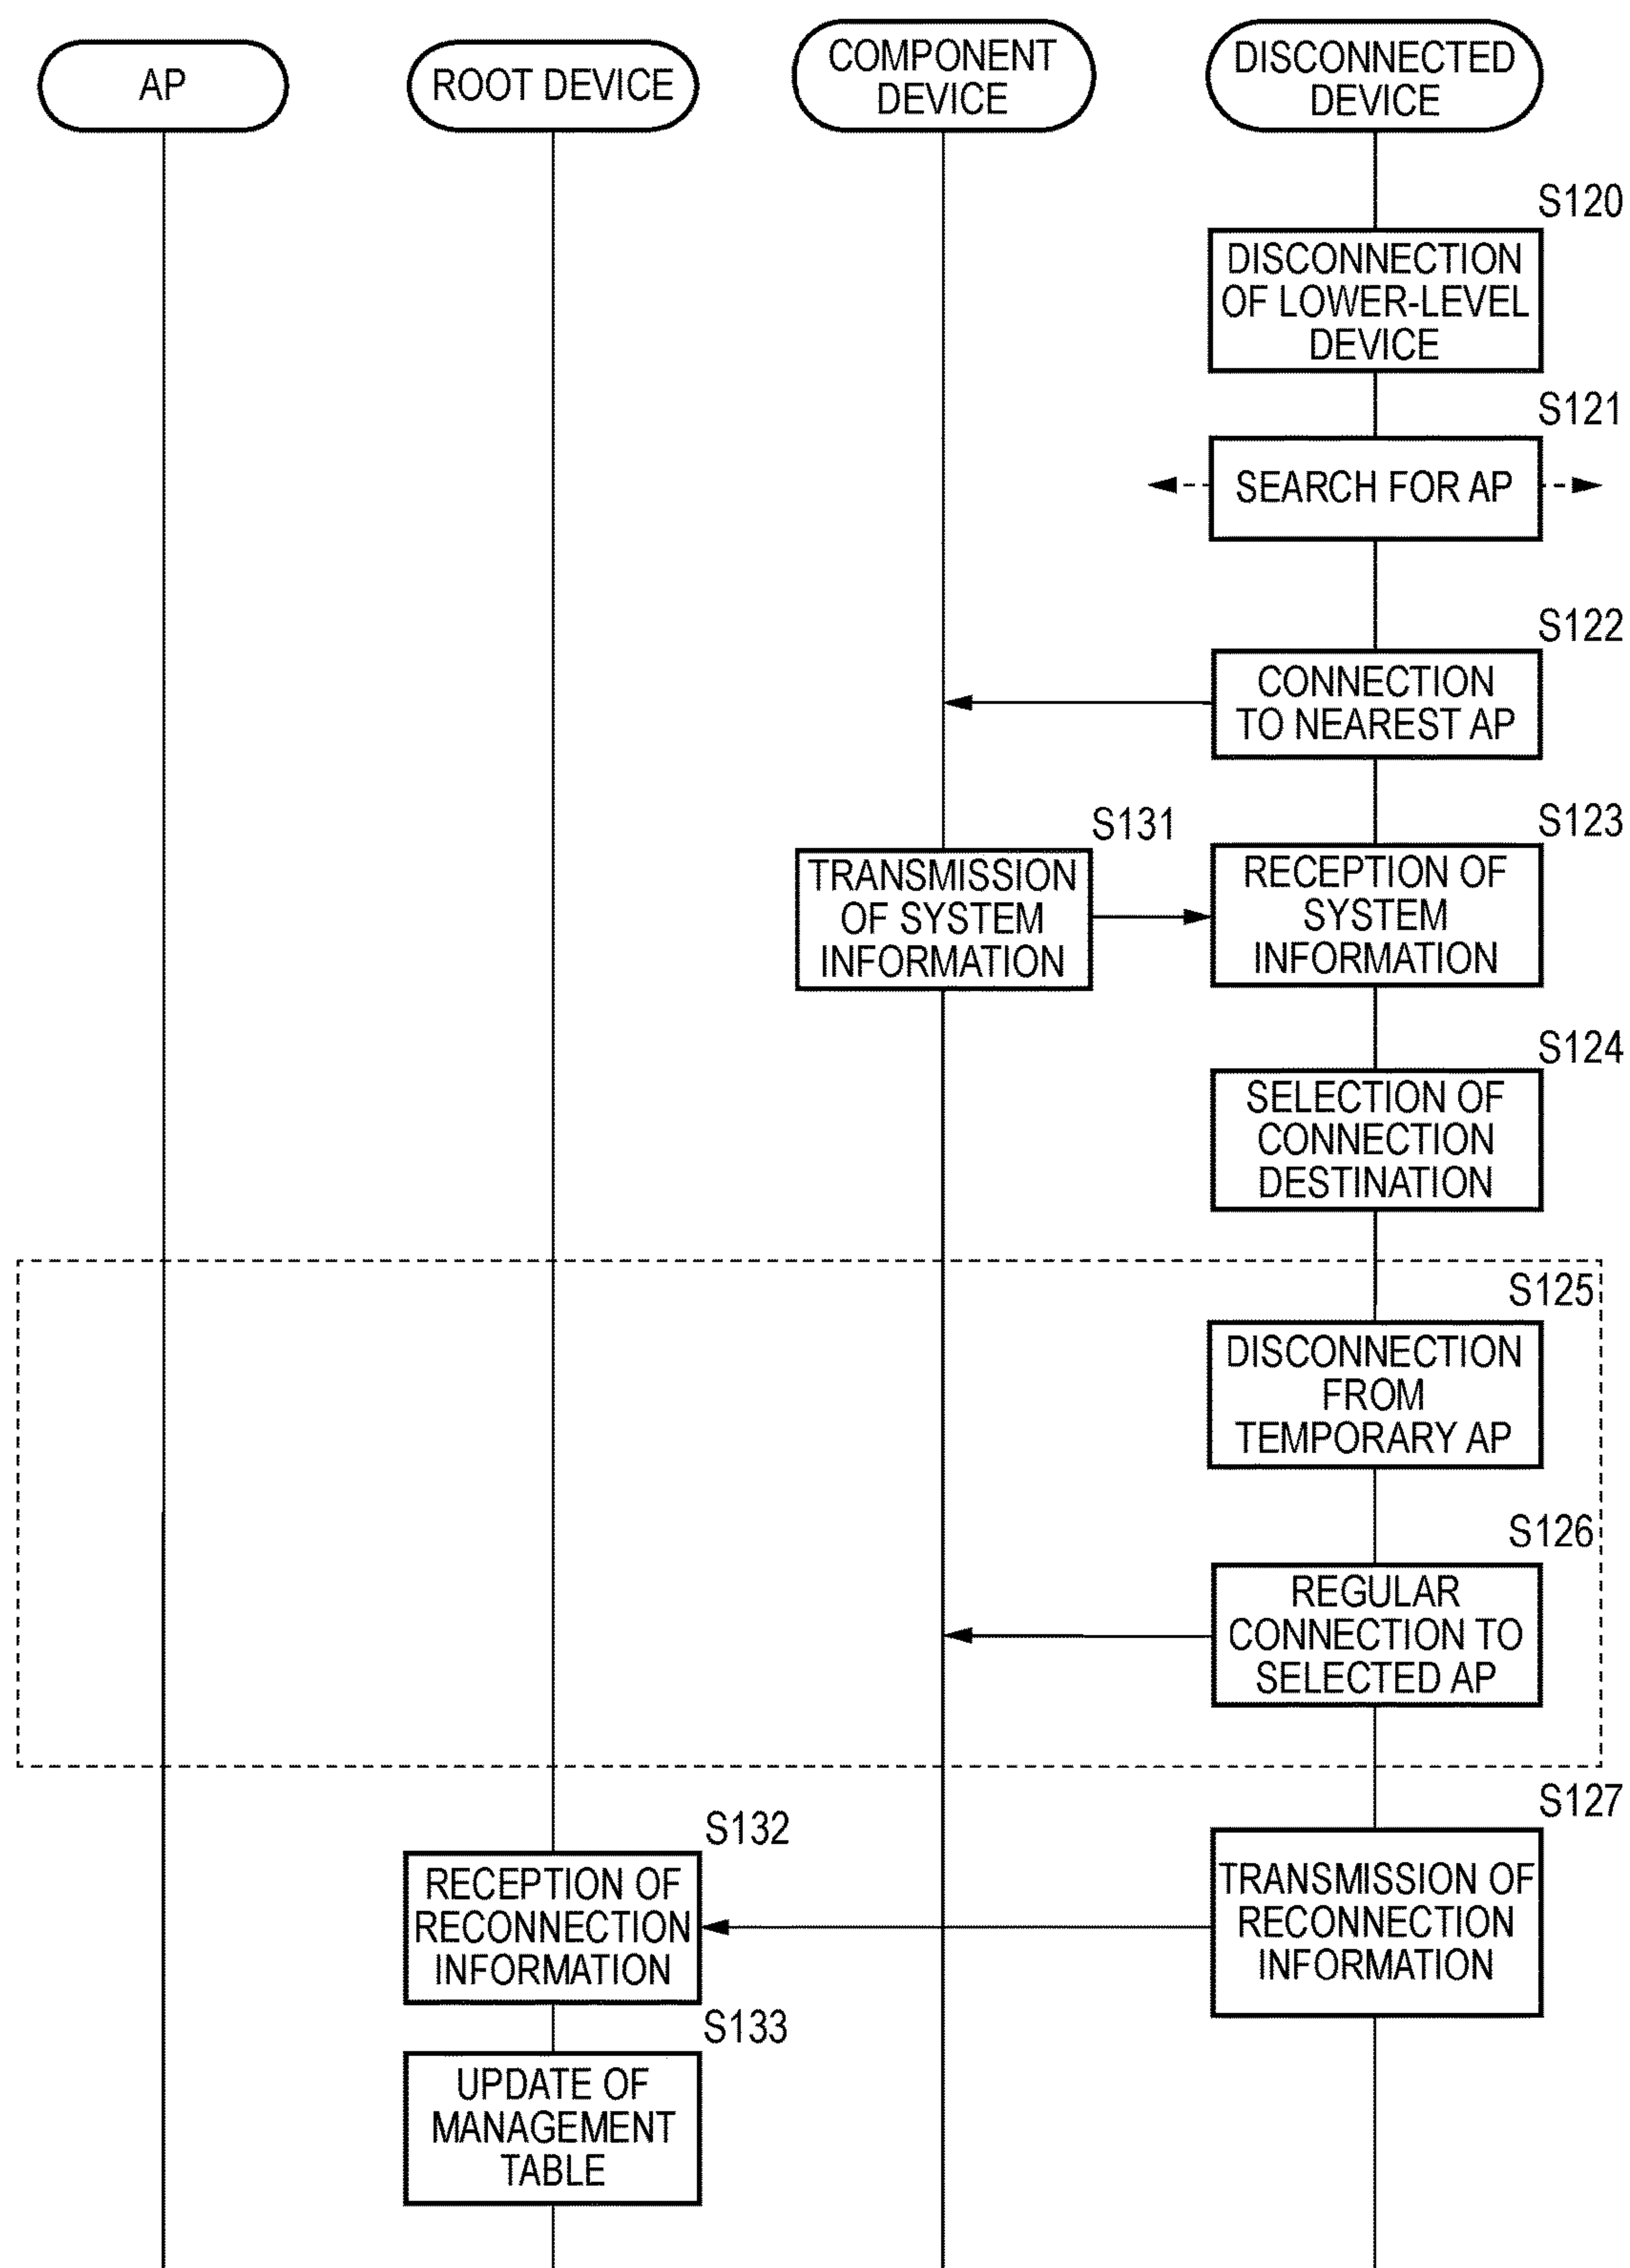 AP
ROOT DEVICE
COMPONENT
DEVICE
DISCONNECTED
DEVICE
S120
DISCONNECTION
OF LOWER-LEVEL
DEVICE
S121
SEARCH FOR AP
S122
CONNECTION
TO NEAREST AP
S131
TRANSMISSION
OF SYSTEM
INFORMATION
S123
RECEPTION OF
SYSTEM
INFORMATION
S124
SELECTION OF
CONNECTION
DESTINATION
S125
DISCONNECTION
FROM
TEMPORARY AP
S126
REGULAR
CONNECTION TO
SELECTED AP
S127
TRANSMISSION OF
RECONNECTION
INFORMATION
S132
RECEPTION OF
RECONNECTION
INFORMATION
S133
UPDATE OF
MANAGEMENT
TABLE